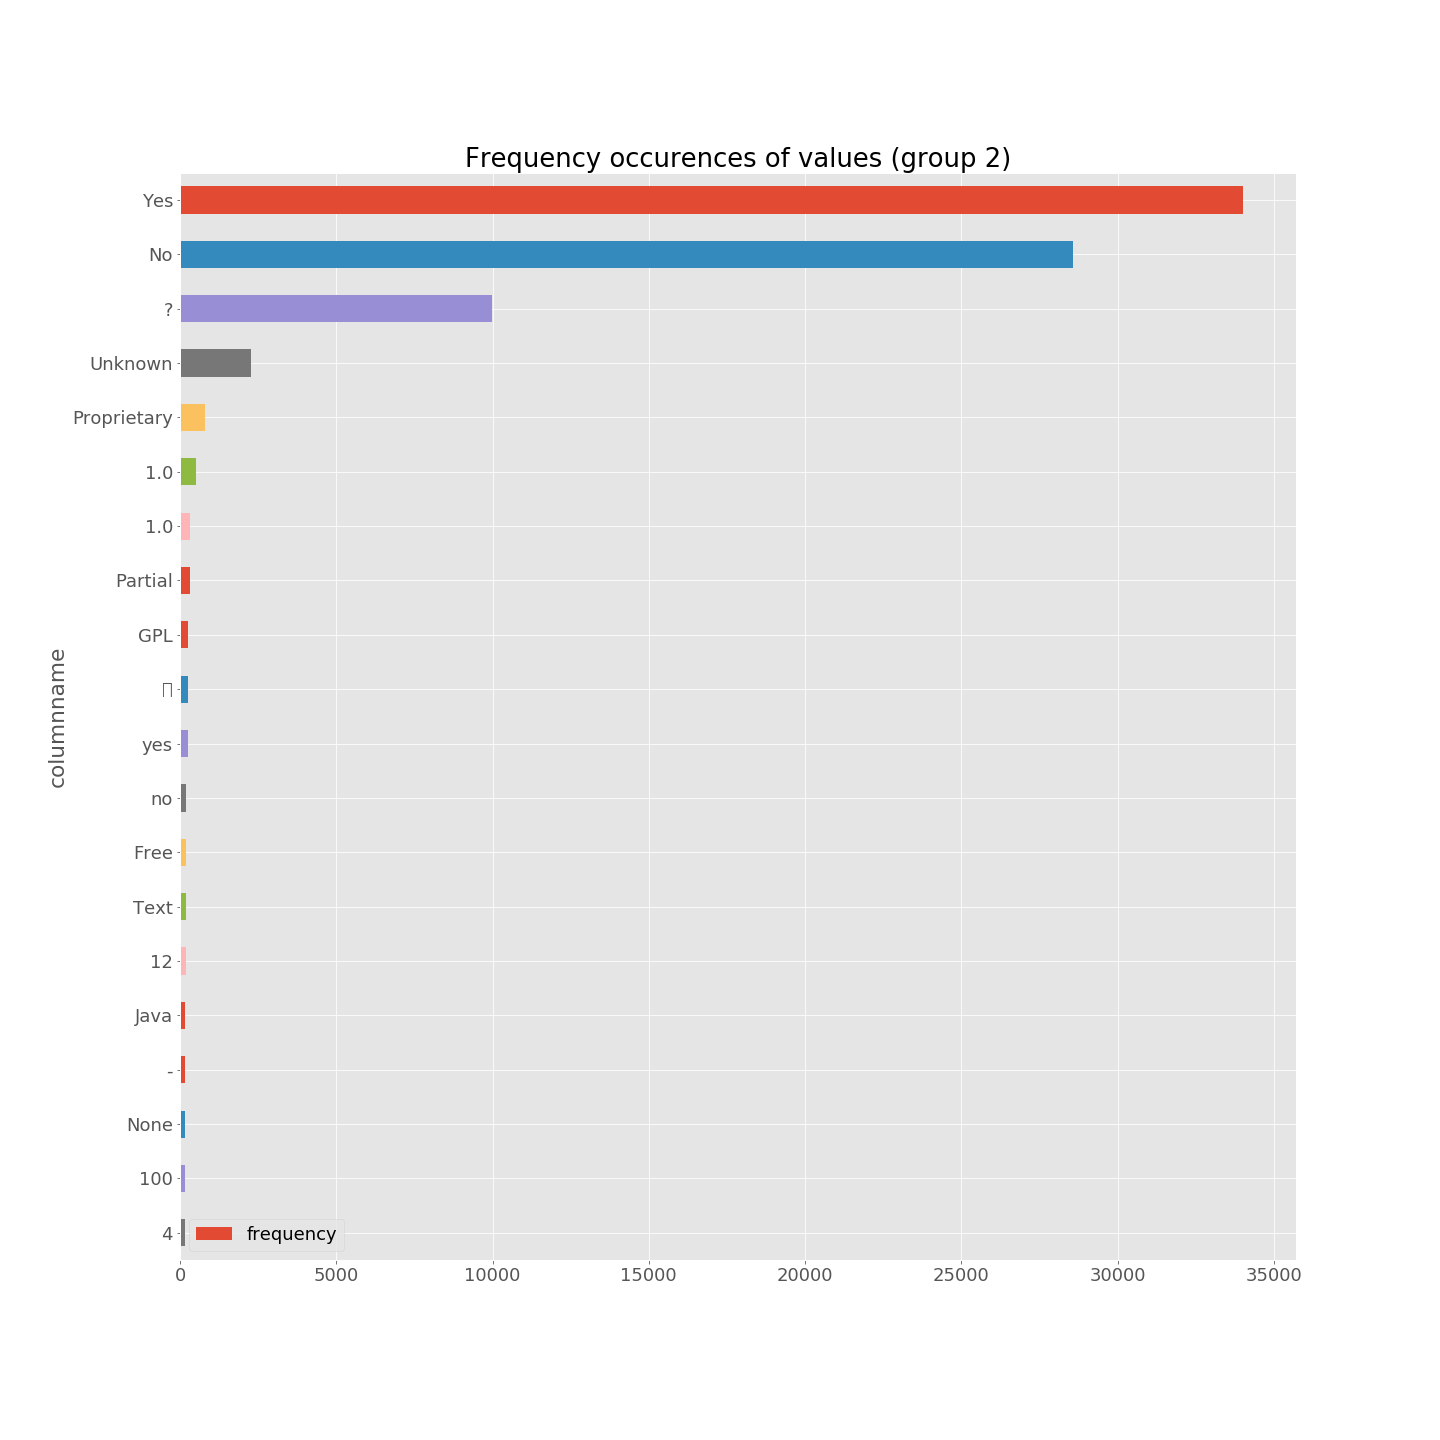 Frequency occurences of values (group 2)
Yes
No
?
Unknown
Proprietary
1.0
1.0
Partial
GPL
yes
no
Free
Text
12
Java
-
None
100
4
columnname
frequency
0 5000 10000 15000 20000 25000 30000 35000